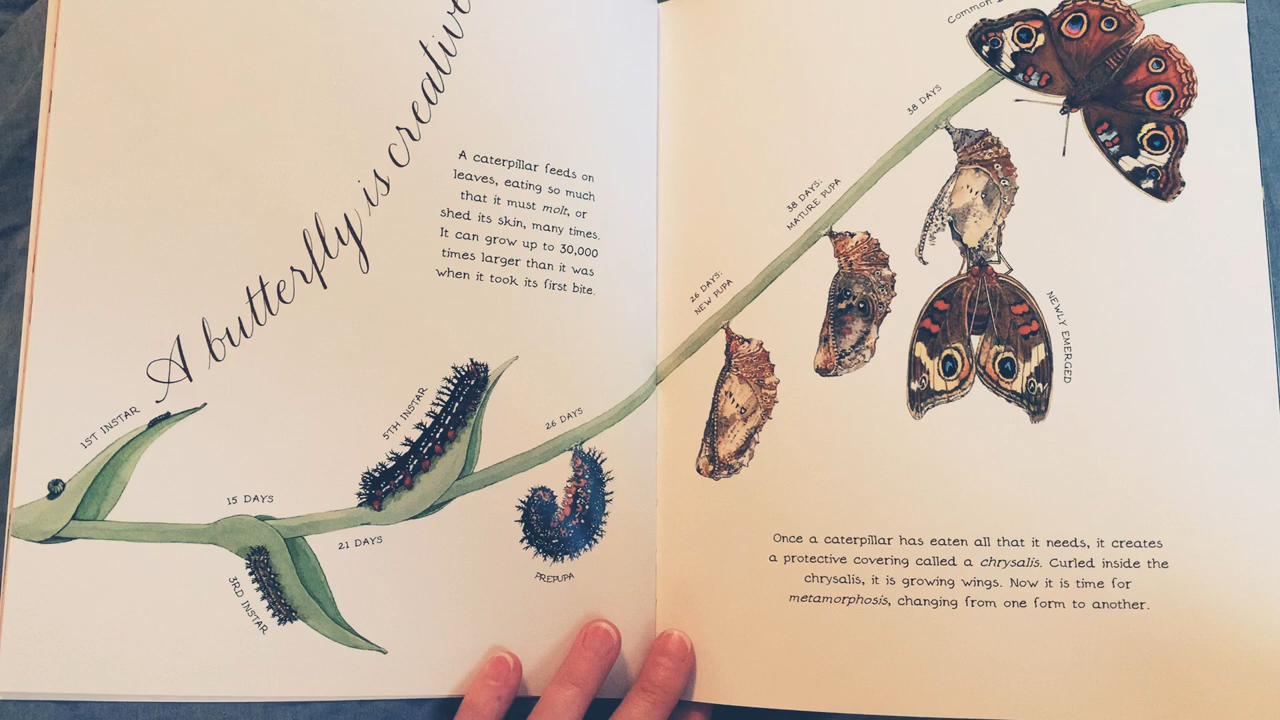 A butterfly is creative
A caterpillar feeds on
leaves, eating so much
that it must molt, or
shed its skin, many times.
It can grow up to 30,000
times larger than it was
when it took its first bite.
1ST INSTAR
15 DAYS
3RD INSTAR
5TH INSTAR
21 DAYS
26 DAYS
PREPUPA
26 DAYS:
NEW PUPA
38 DAYS:
MATURE PUPA
38 DAYS
NEWLY EMERGED
Common
Once a caterpillar has eaten all that it needs, it creates
a protective covering called a chrysalis. Curled inside the
chrysalis, it is growing wings. Now it is time for
metamorphosis, changing from one form to another.